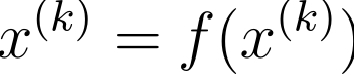 x^{(k)} = f(x^{(k)})